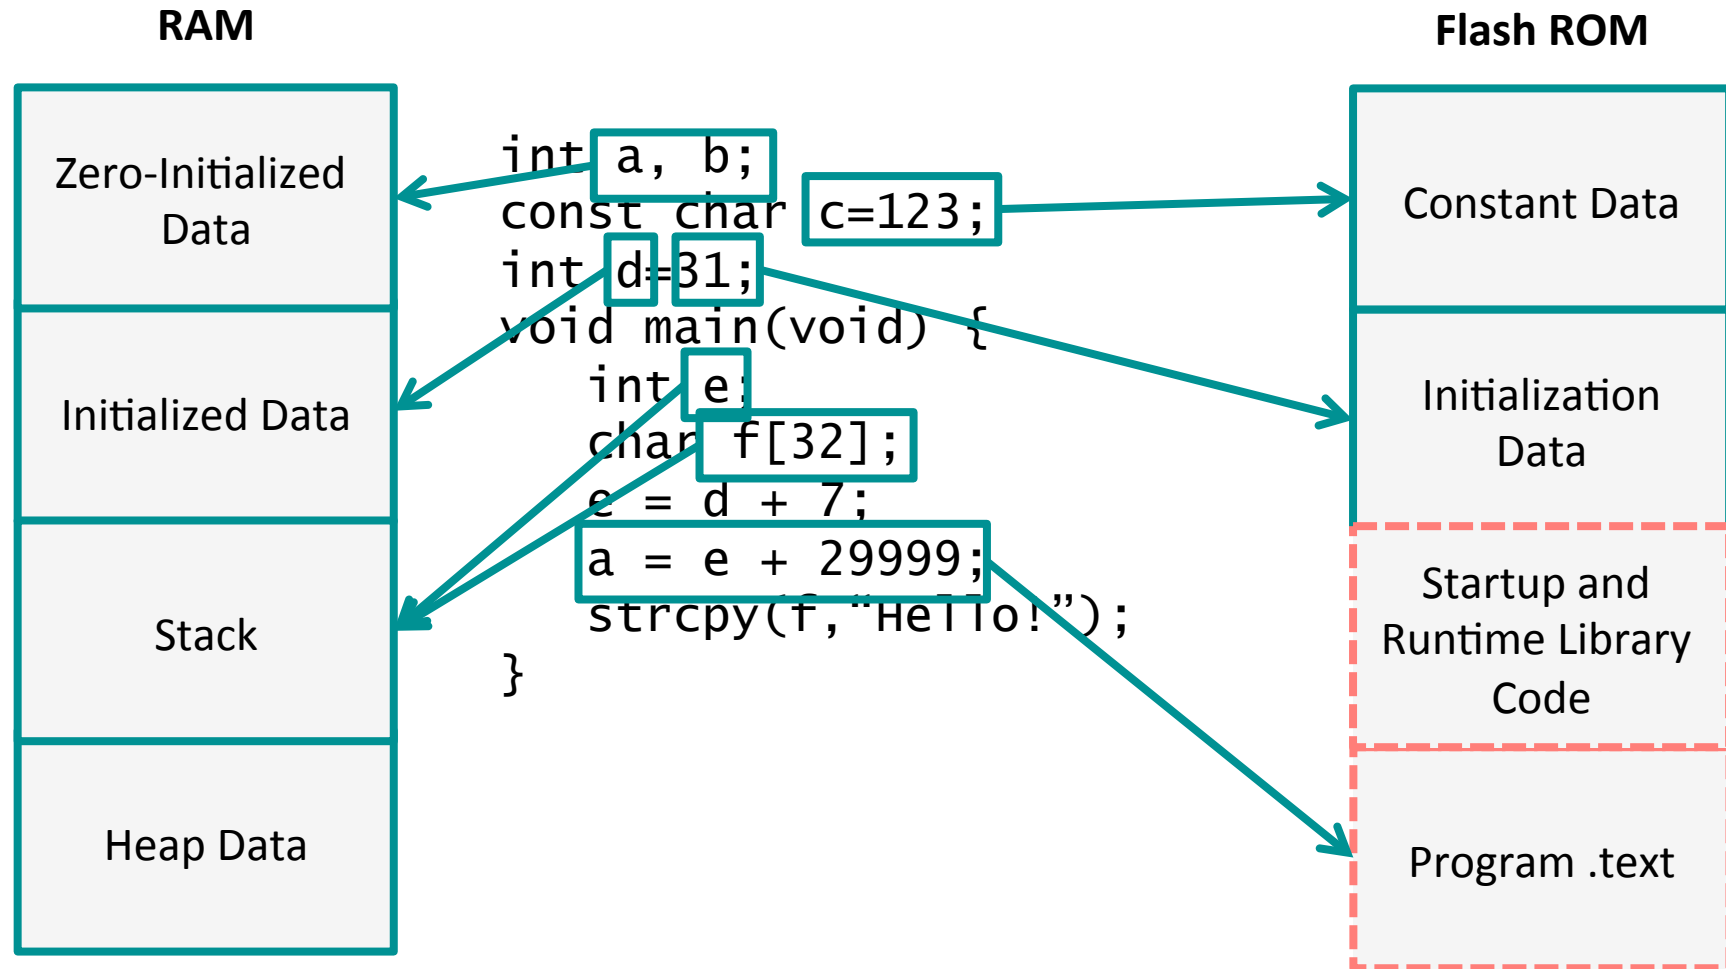 RAM
Zero-Initialized
Data
Initialized Data
Stack
Heap Data
int a, b;
const char c=123;
int d=31;
void main(void) {
int e;
char f[32];
e = d + 7;
a = e + 29999;
strcpy(f,“Hello!”);
}
Flash ROM
Constant Data
Initialization
Data
Startup and
Runtime Library
Code
Program .text